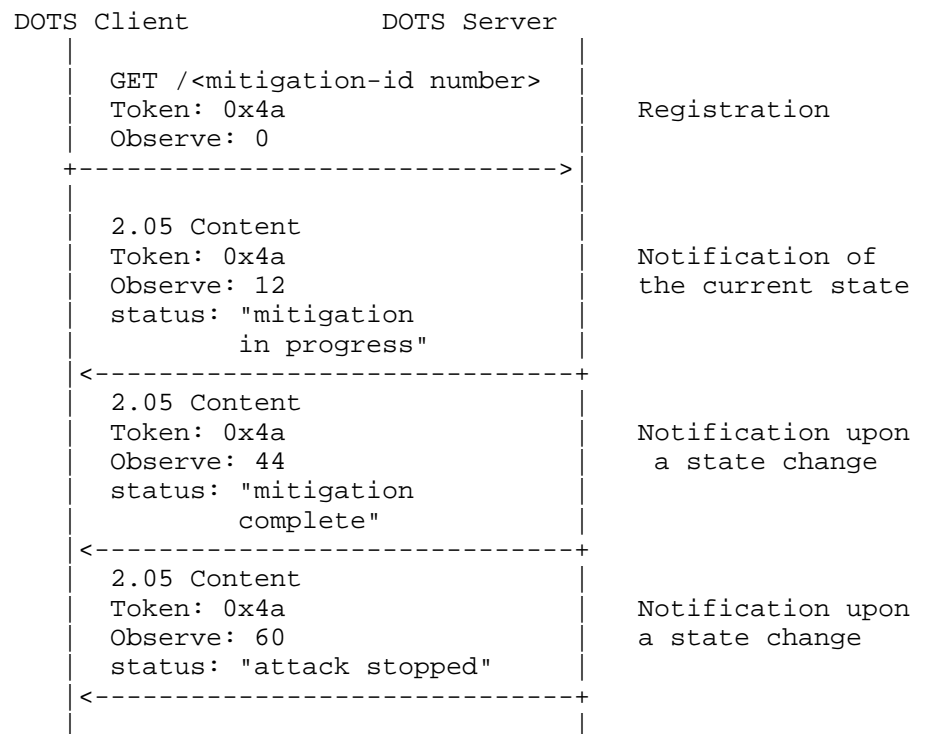 DOTS Client DOTS Server
GET /<mitigation-id number>
Token: 0x4a Registration
Observe: 0
2.05 Content
Token: 0x4a Notification of
Observe: 12 the current state
status: "mitigation
in progress"
2.05 Content
Token: 0x4a Notification upon
Observe: 44 a state change
status: "mitigation
complete"
2.05 Content
Token: 0x4a Notification upon
Observe: 60 a state change
status: "attack stopped"